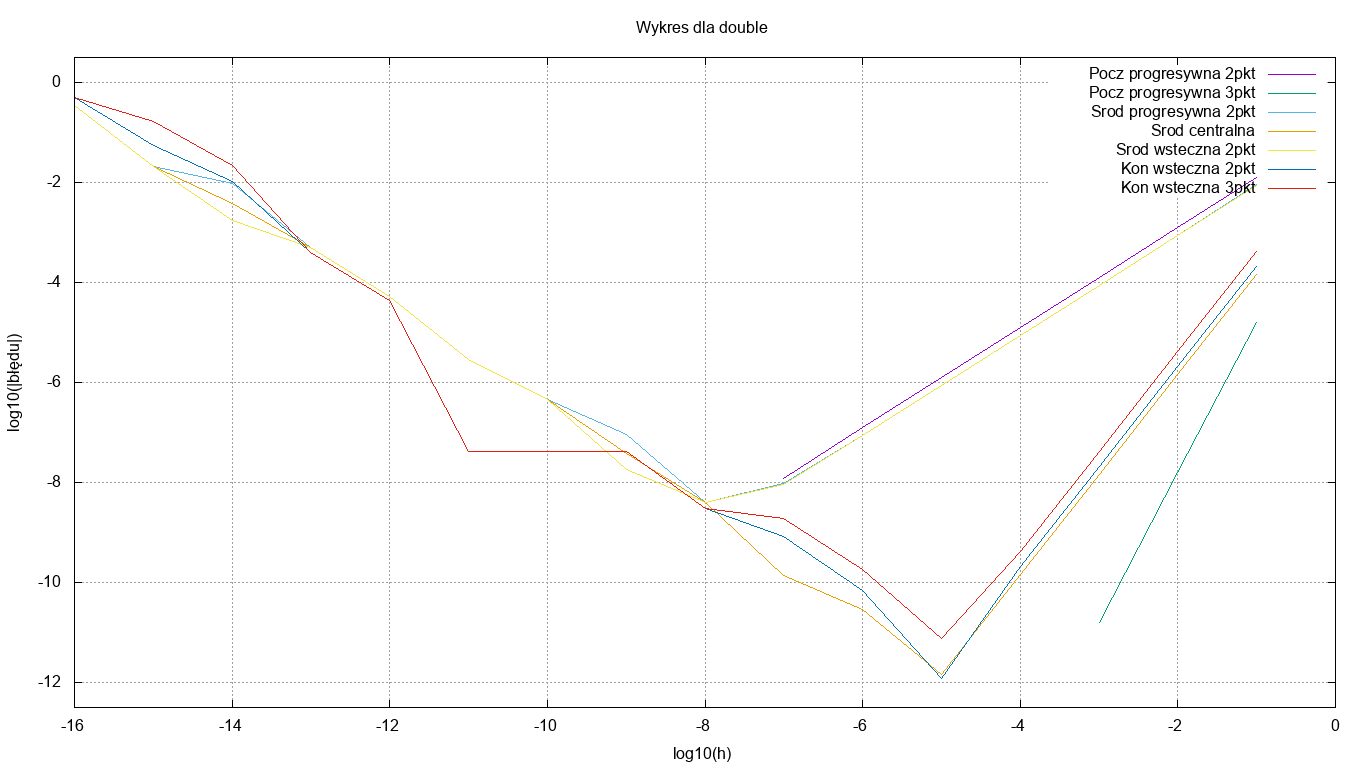 Wykres dla double
Pocz progresywna 2pkt
Pocz progresywna 3pkt
Srod progresywna 2pkt
Srod centralna
Srod wsteczna 2pkt
Kon wsteczna 2pkt
Kon wsteczna 3pkt
0
-2
-4
-6
-8
-10
-12
log10(|błędu|)
-16 -14 -12 -10 -8 -6 -4 -2 0
log10(h)